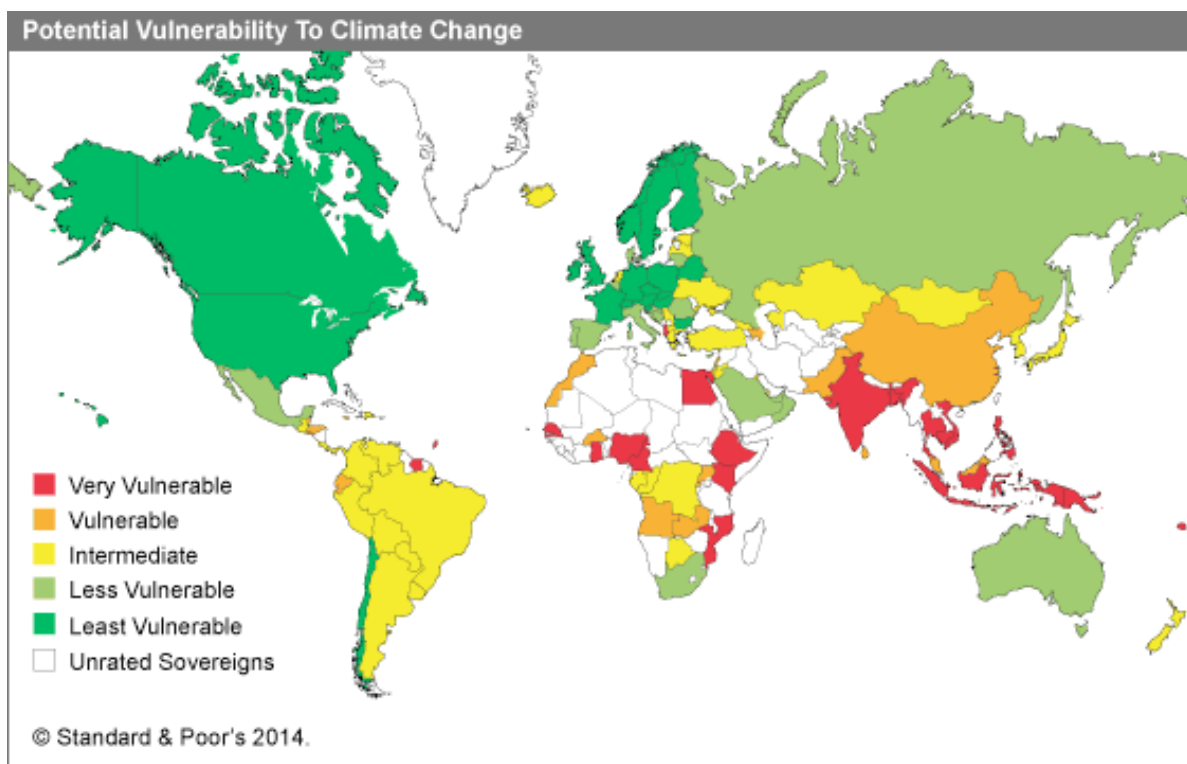 Potential Vulnerability To Climate Change
Very Vulnerable
Vulnerable
Intermediate
Less Vulnerable
Least Vulnerable
Unrated Sovereigns
© Standard & Poor's 2014.